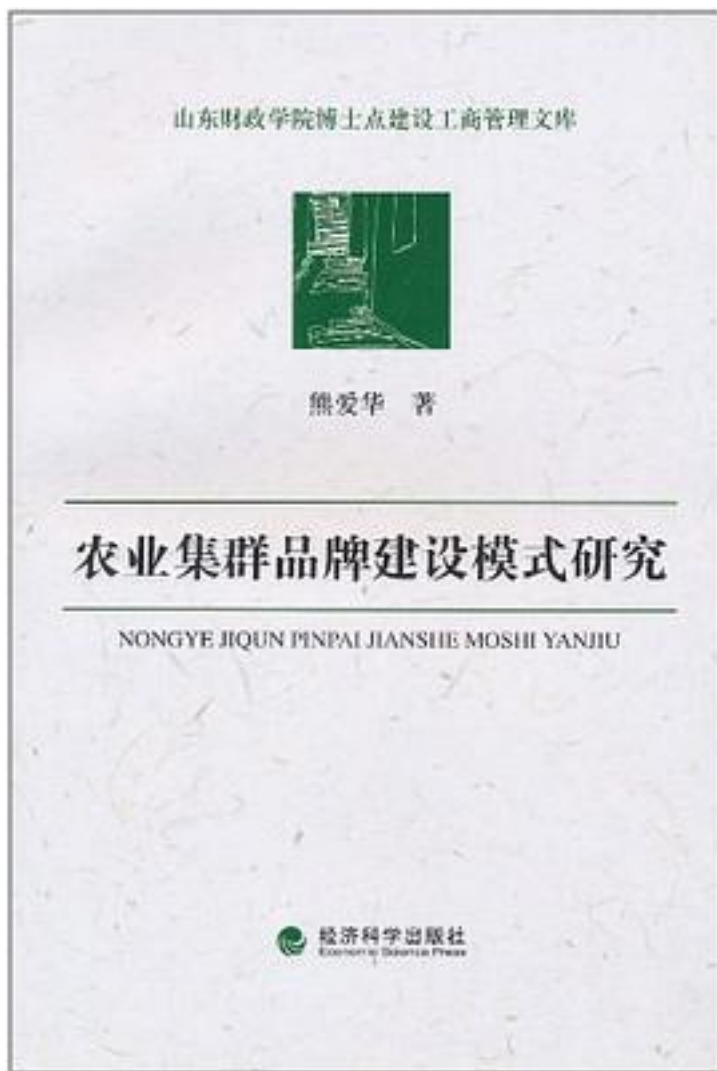 山东财政学院博士点建设工商管理文库
熊爱华 著
农业集群品牌建设模式研究
NONGYE JIQUN PINPAI JIANSHE MOSHI YANJIU
经济科学出版社
Economic Science Press